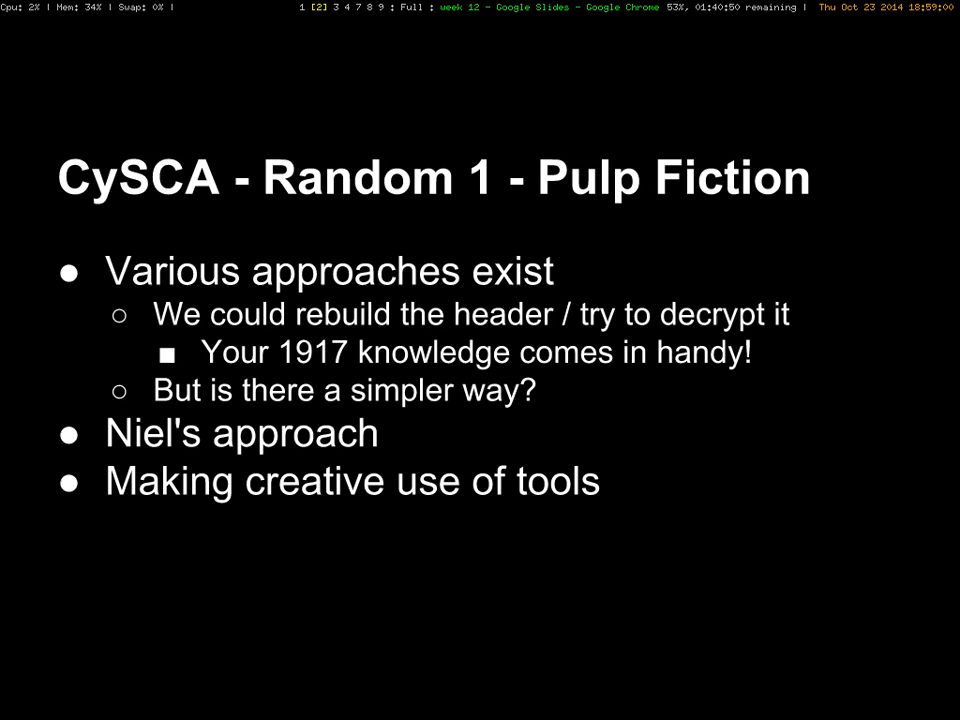 Cpu: 2% | Mem: 34% | Swap: 0% | 1 [2] 3 4 7 8 9 : Full : week 12 - Google Slides - Google Chrome 53%, 01:40:50 remaining | Thu Oct 23 2014 18:59:00
CySCA - Random 1 - Pulp Fiction
● Various approaches exist
○ We could rebuild the header / try to decrypt it
■ Your 1917 knowledge comes in handy!
○ But is there a simpler way?
● Niel's approach
● Making creative use of tools